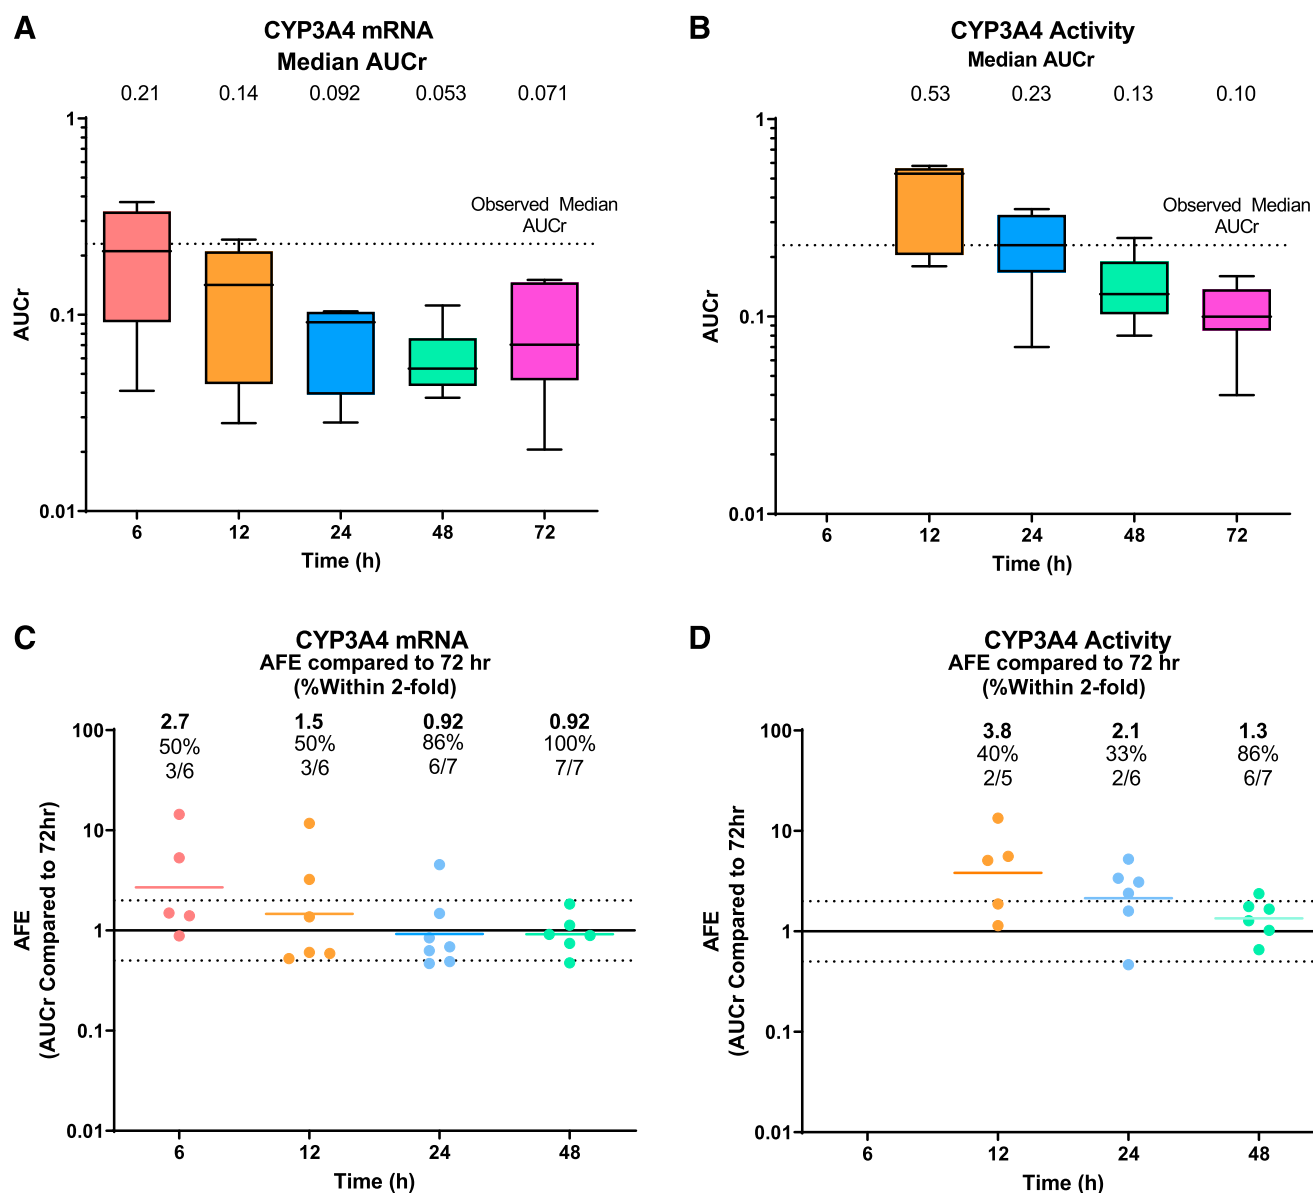 A
CYP3A4 mRNA
Median AUCr
0.21 0.14 0.092 0.053 0.071
1
0.1
0.01
AUCr
Observed Median
AUCr
6 12 24 48 72
Time (h)
B
CYP3A4 Activity
Median AUCr
0.53 0.23 0.13 0.10
1
0.1
0.01
AUCr
Observed Median
AUCr
6 12 24 48 72
Time (h)
C
CYP3A4 mRNA
AFE compared to 72 hr
(%Within 2-fold)
2.7 1.5 0.92 0.92
50% 50% 86% 100%
3/6 3/6 6/7 7/7
100
10
1
0.1
0.01
AFE
(AUCr Compared to 72hr)
6 12 24 48
Time (h)
D
CYP3A4 Activity
AFE compared to 72 hr
(%Within 2-fold)
3.8 2.1 1.3
40% 33% 86%
2/5 2/6 6/7
100
10
1
0.1
0.01
AFE
(AUCr Compared to 72hr
6 12 24 48
Time (h)